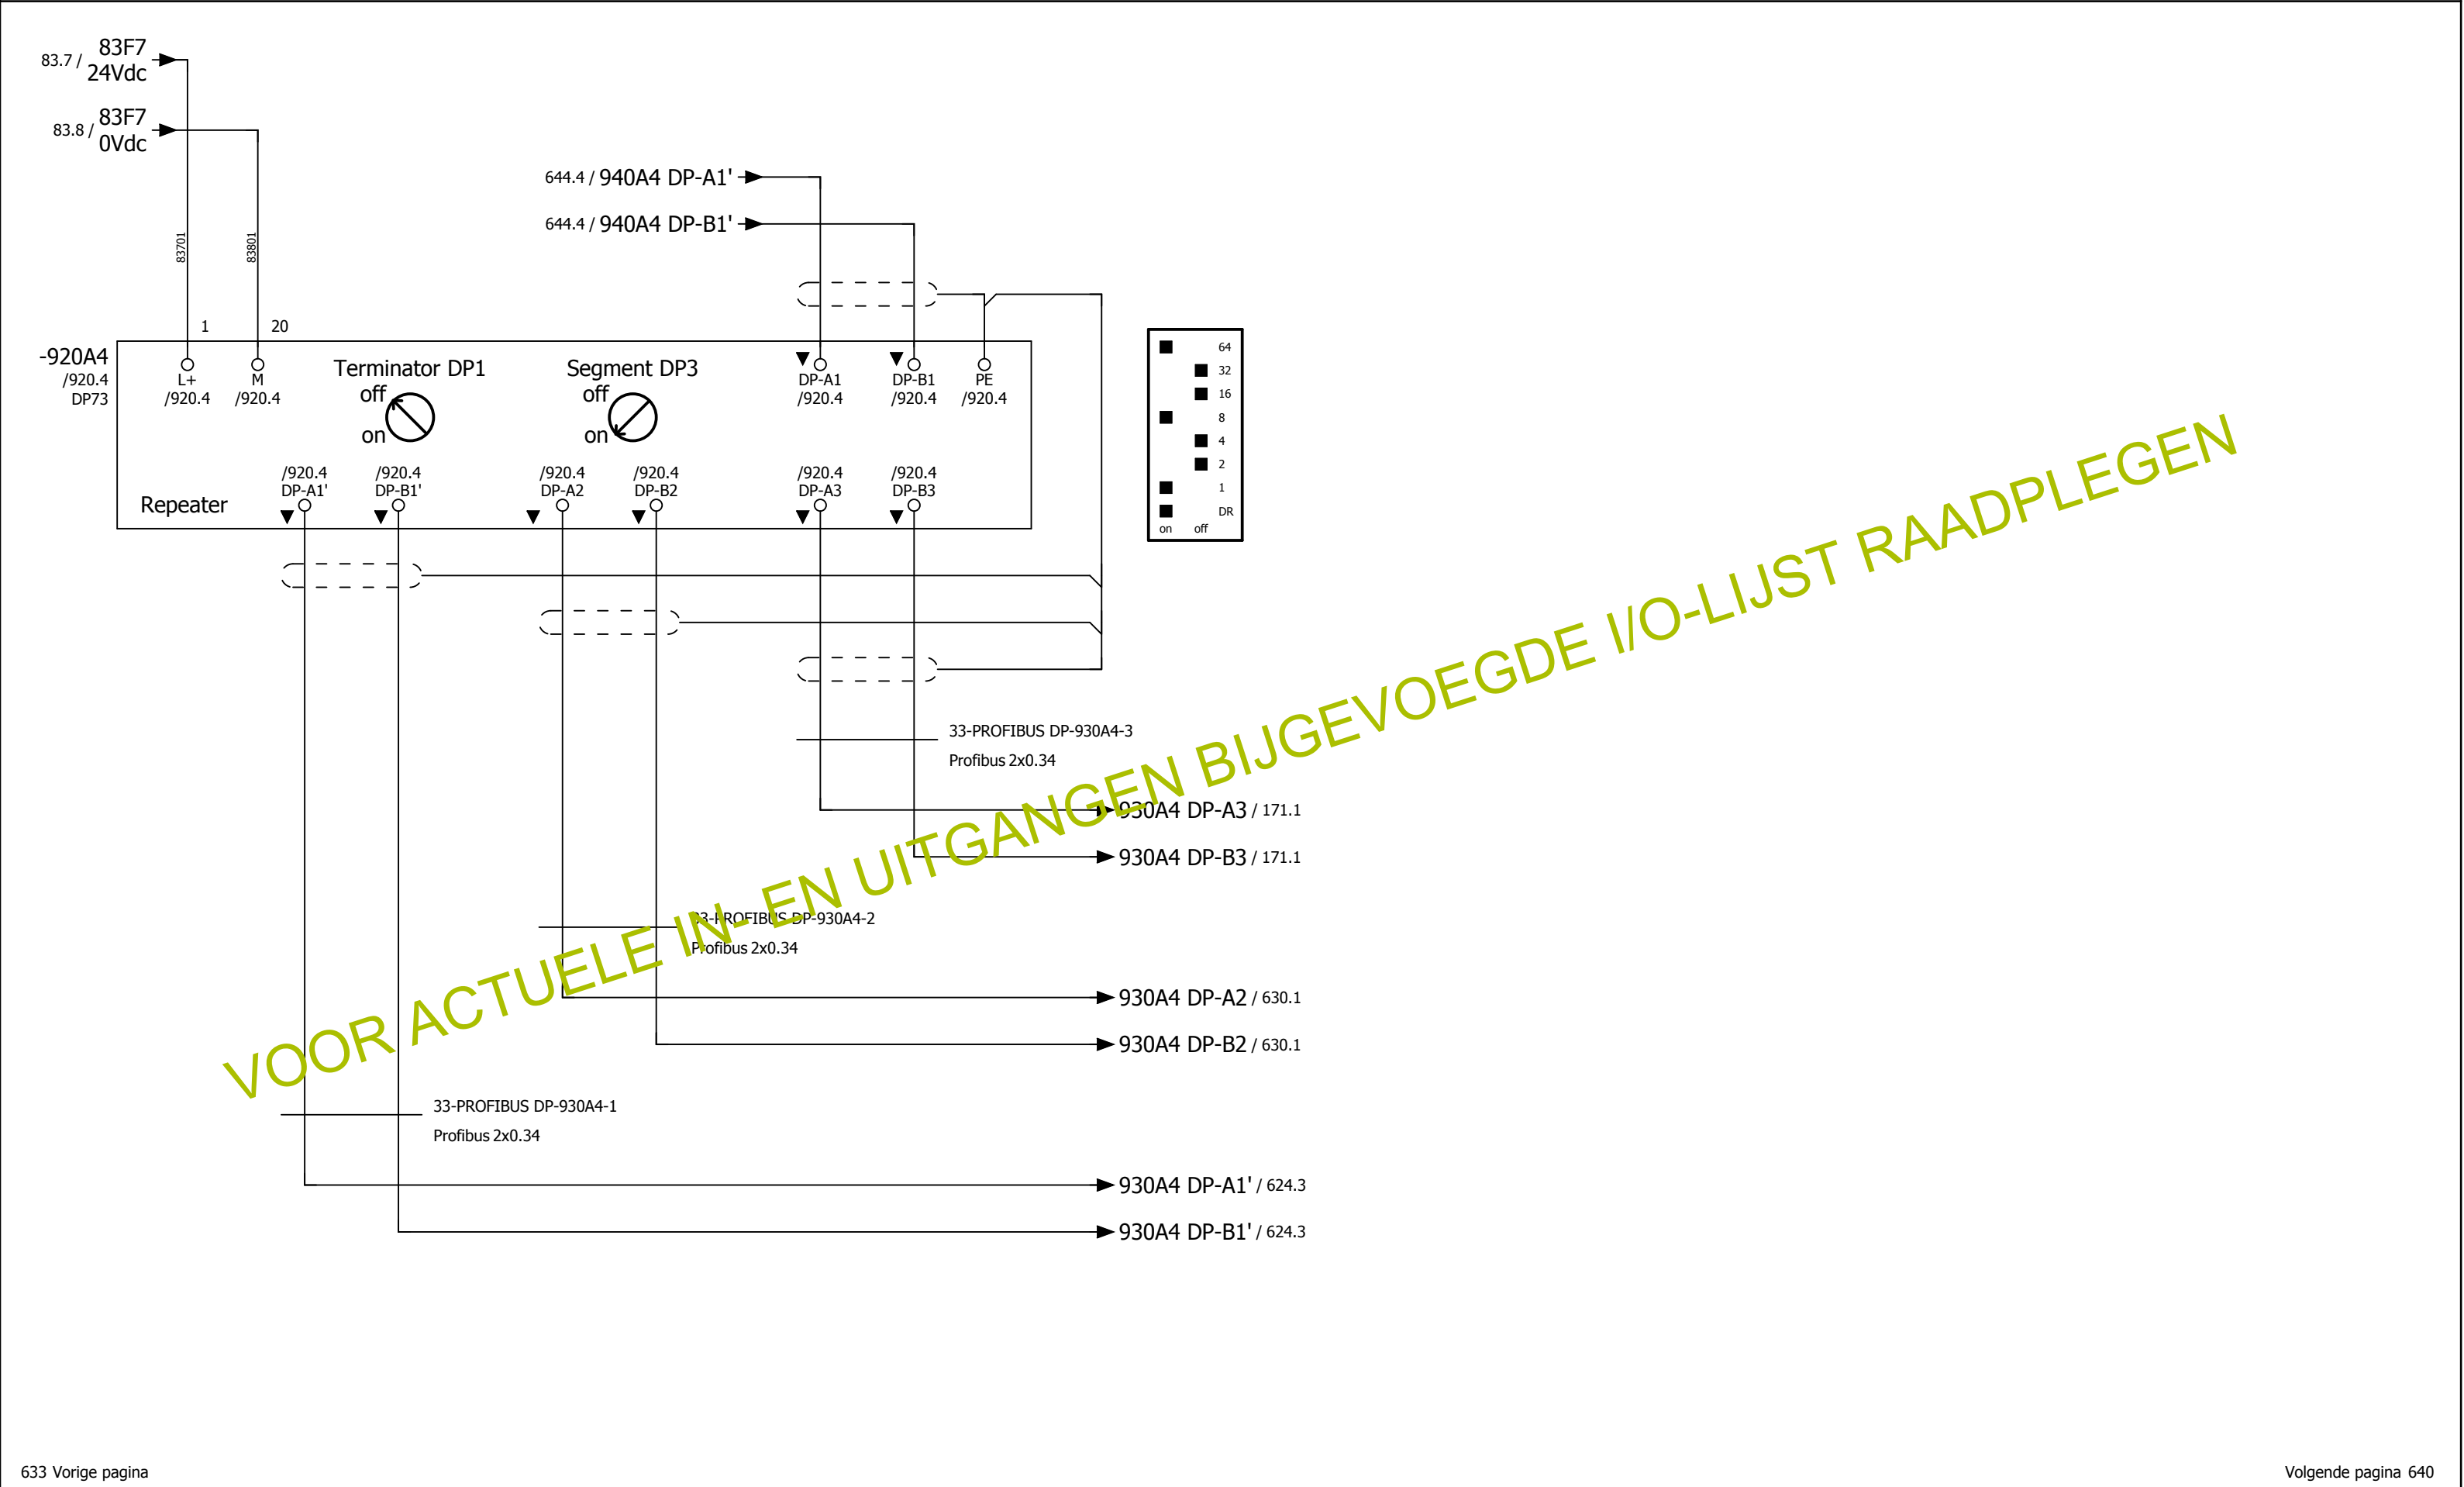 83.7 / 83F7
24Vdc
83.8 / 83F7
0Vdc
644.4 / 940A4 DP-A1'
644.4 / 940A4 DP-B1'
83701
83801
1
20
-920A4
/920.4
DP73
L+
/920.4
M
/920.4
Terminator DP1
off
on
Segment DP3
off
on
DP-A1
/920.4
DP-B1
/920.4
PE
/920.4
64
32
16
8
4
2
1
DR
on off
Repeater
/920.4
DP-A1'
/920.4
DP-B1'
/920.4
DP-A2
/920.4
DP-B2
/920.4
DP-A3
/920.4
DP-B3
33-PROFIBUS DP-930A4-3
Profibus 2x0.34
930A4 DP-A3 / 171.1
930A4 DP-B3 / 171.1
33-PROFIBUS DP-930A4-2
Profibus 2x0.34
930A4 DP-A2 / 630.1
930A4 DP-B2 / 630.1
33-PROFIBUS DP-930A4-1
Profibus 2x0.34
930A4 DP-A1' / 624.3
930A4 DP-B1' / 624.3
VOOR ACTUELE IN- EN UITGANGEN BIJGEVOEGDE I/O-LIJST RAADPLEGEN
633 Vorige pagina
Volgende pagina 640